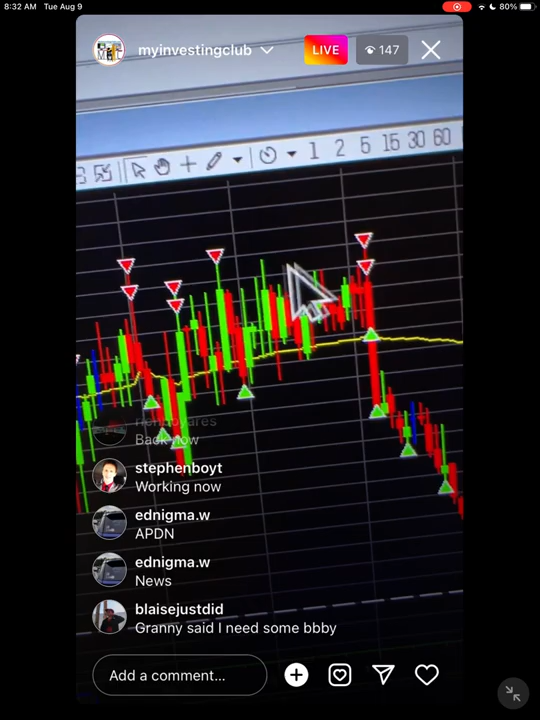 8:32 AM Tue Aug 9
80%
myinvestingclub
LIVE
147
1 2 5 15 30 60
Back now
stephenboyt
Working now
ednigma.w
APDN
ednigma.w
News
blaisejustdid
Granny said I need some bbby
Add a comment...